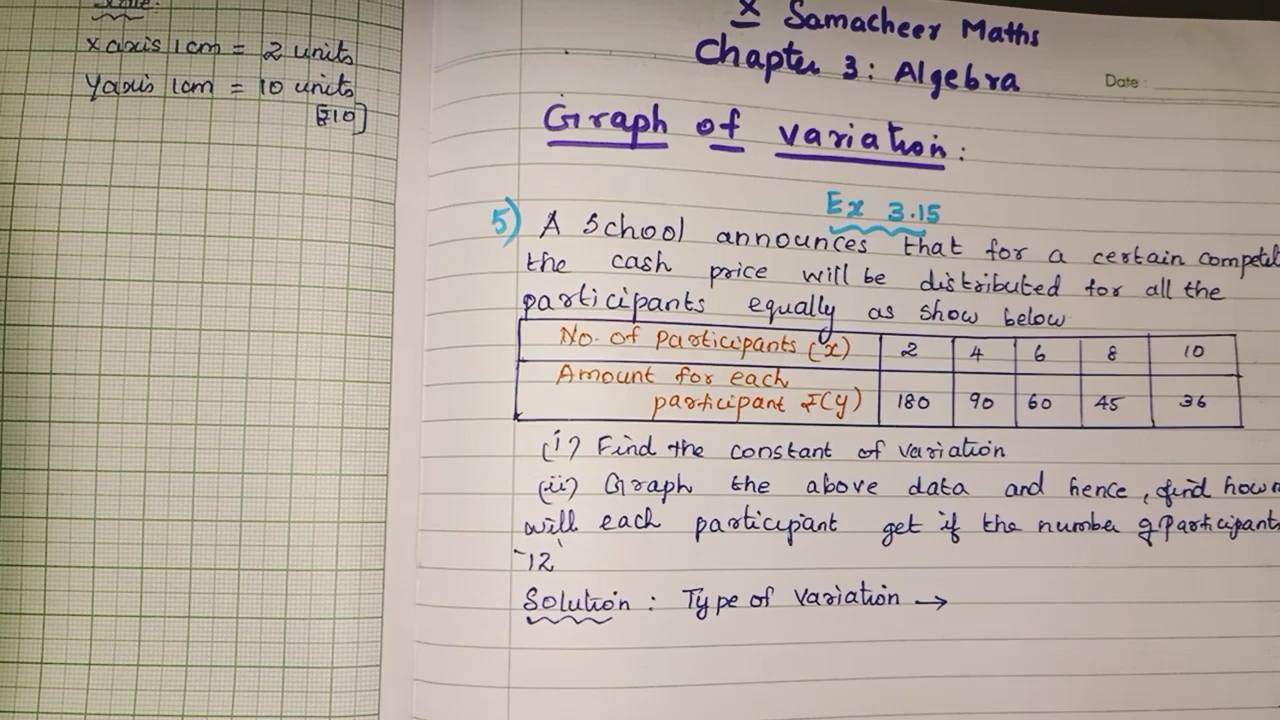 x axis 1cm = 2 units
y axis 1cm = 10 units
X Samacheer Maths
Chapter 3: Algebra
Date :
Graph of variation:
Ex 3.15
5) A School announces that for a certain competi
the cash price will be distributed for all the
participants equally as show below
No. of participants (x) 2 4 6 8 10
Amount for each
participant ₹(y) 180 90 60 45 36
(i) Find the constant of variation
(ii) Graph the above data and hence, find how
will each participant get if the number of participants
12
Solution : Type of variation →